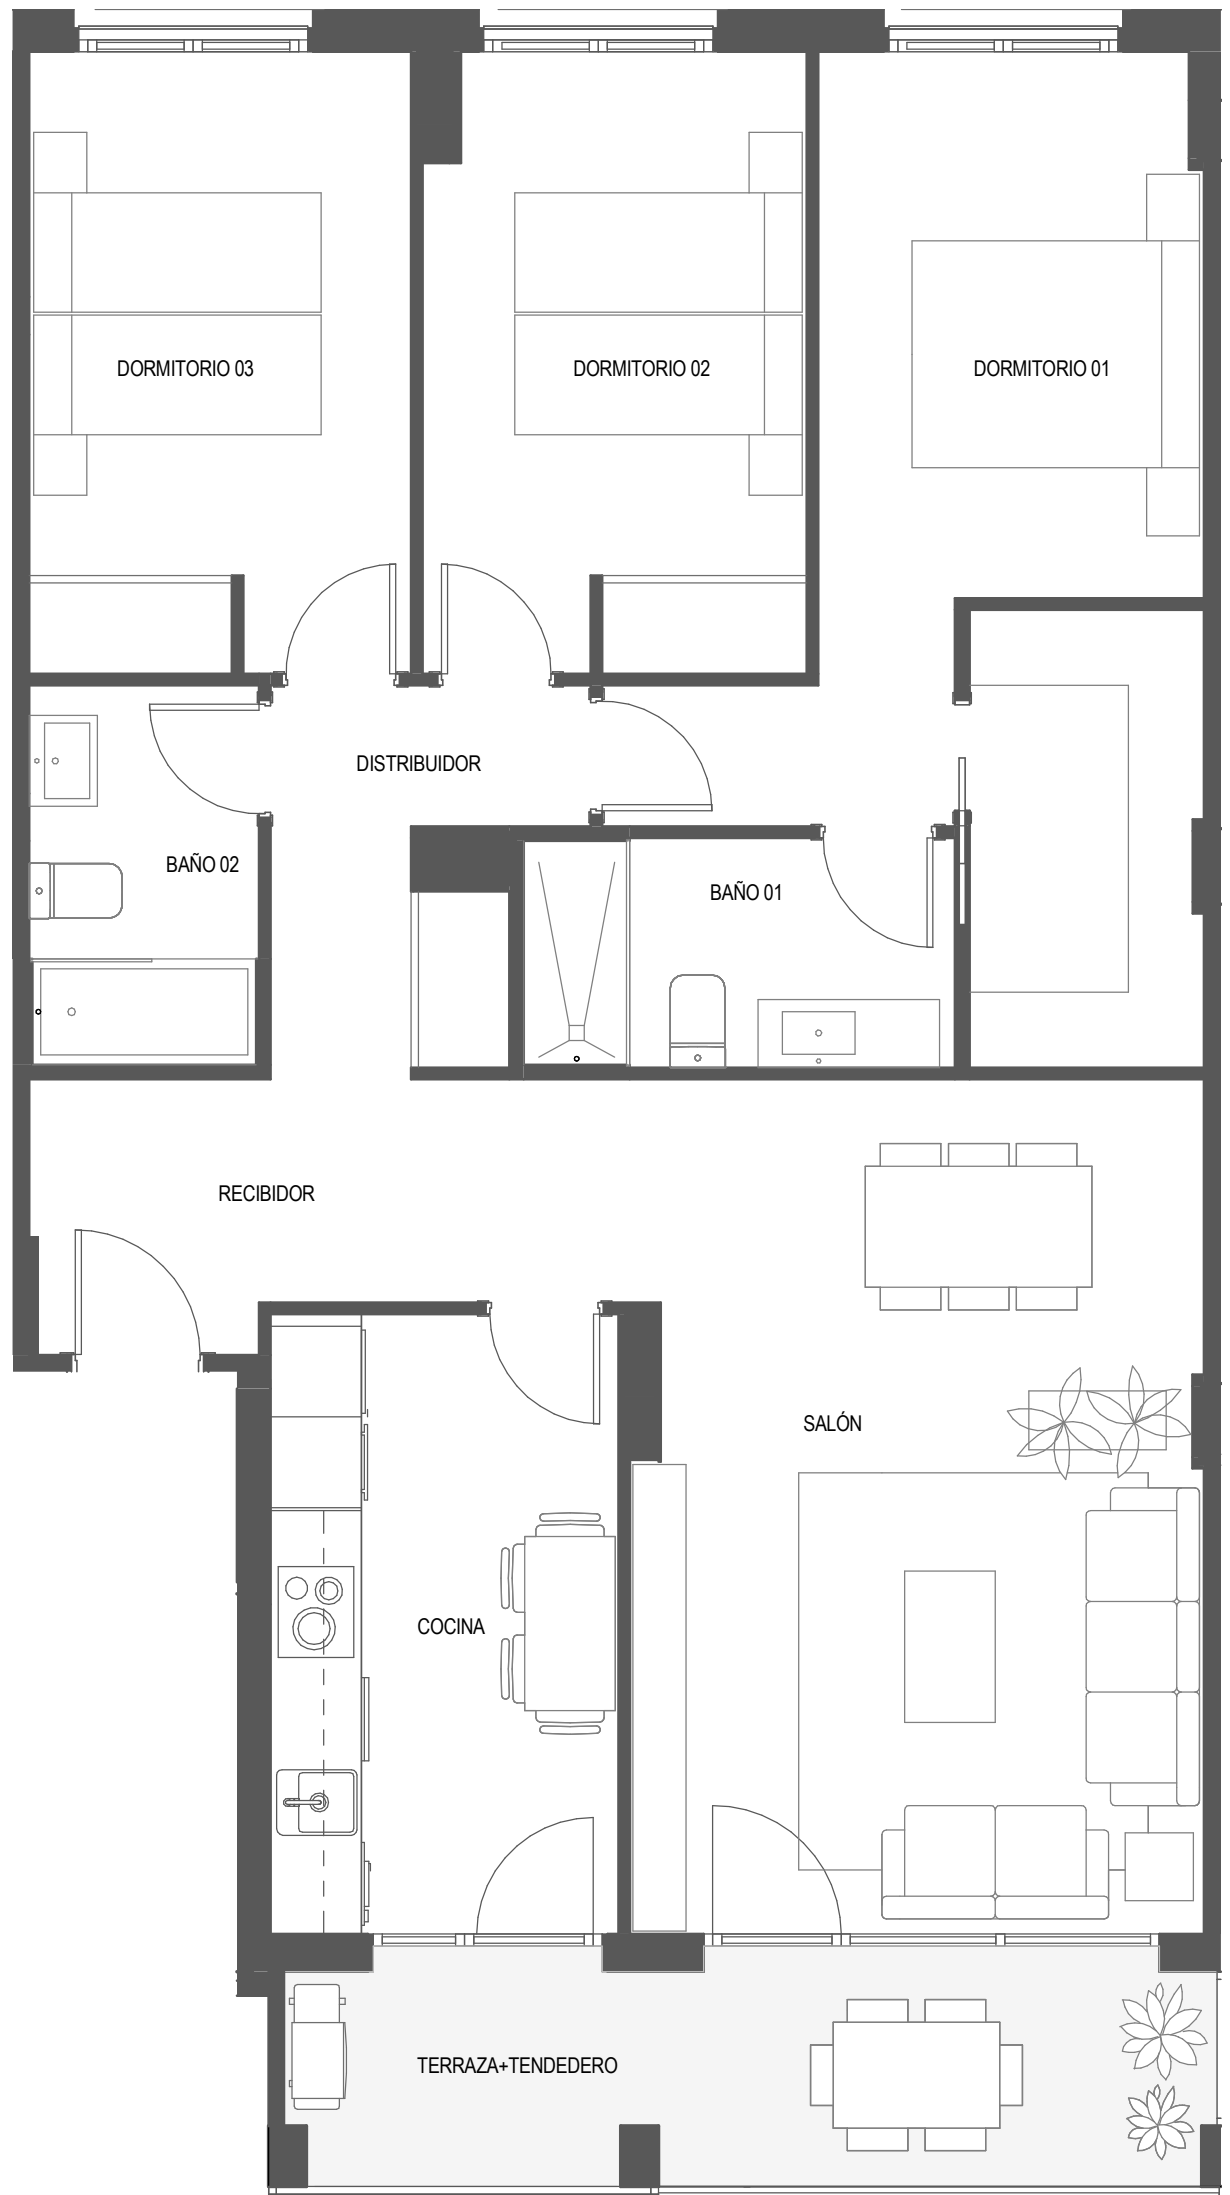 DORMITORIO 03
DORMITORIO 02
DORMITORIO 01
DISTRIBUIDOR
BAÑO 02
BAÑO 01
RECIBIDOR
SALÓN
COCINA
TERRAZA+TENDEDERO